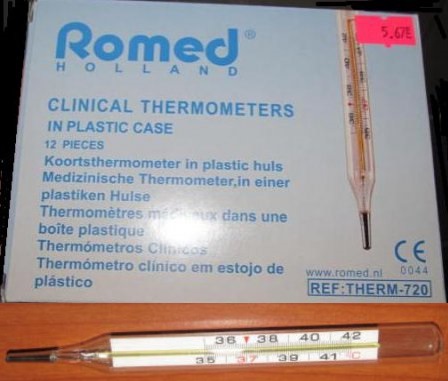 Romed®
HOLLAND
5.67E
CLINICAL THERMOMETERS
IN PLASTIC CASE
12 PIECES
Koortsthermometer in plastic huls
Medizinische Thermometer,in einer
plastiken Hulse
Thermomètres médicaux dans une
boîte plastique
Thermómetros Clínicos
Thermómetro clínico em estojo de
plástico
CE
0044
www.romed.nl
REF:THERM-720
36 38 40 42
35 37 39 41 °C